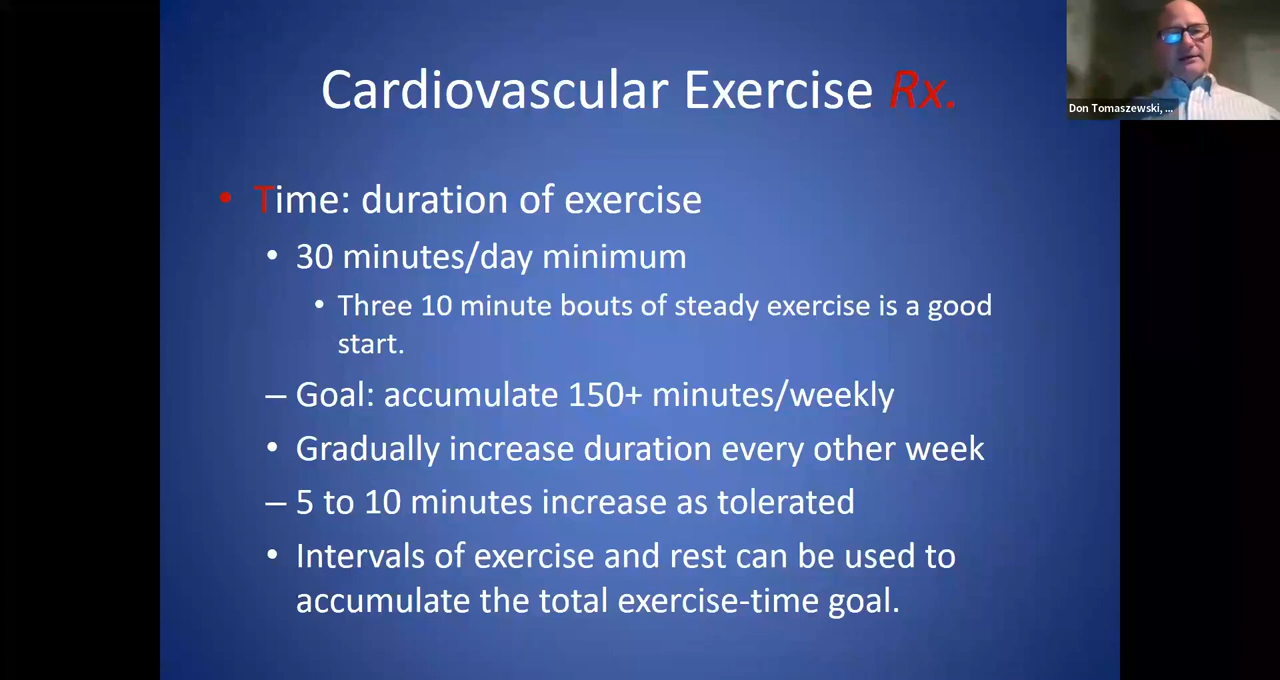 Cardiovascular Exercise Rx.
Don Tomaszewski, ...
• Time: duration of exercise
• 30 minutes/day minimum
• Three 10 minute bouts of steady exercise is a good
start.
– Goal: accumulate 150+ minutes/weekly
• Gradually increase duration every other week
– 5 to 10 minutes increase as tolerated
• Intervals of exercise and rest can be used to
accumulate the total exercise-time goal.